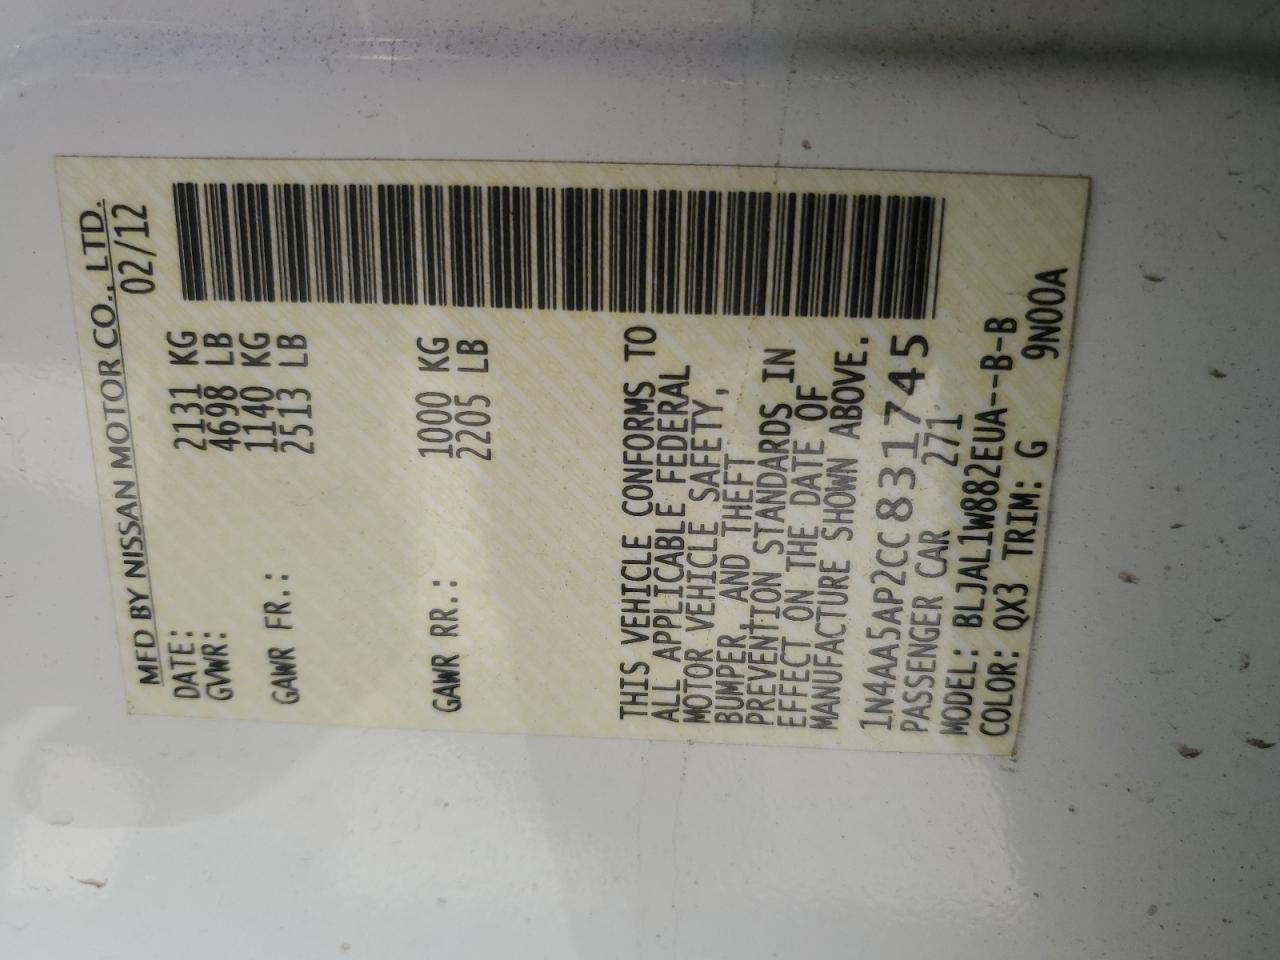 MFD BY NISSAN MOTOR CO., LTD.
DATE: 02/12
GVWR: 2131 KG
4698 LB
GAWR FR.: 1140 KG
2513 LB
GAWR RR.: 1000 KG
2205 LB
THIS VEHICLE CONFORMS TO
ALL APPLICABLE FEDERAL
MOTOR VEHICLE SAFETY,
BUMPER, AND THEFT
PREVENTION STANDARDS IN
EFFECT ON THE DATE OF
MANUFACTURE SHOWN ABOVE.
1N4AA5AP2CC831745
PASSENGER CAR 271
MODEL: BLJAL1W882EUA--B-B
COLOR: QX3 TRIM: G 9N00A